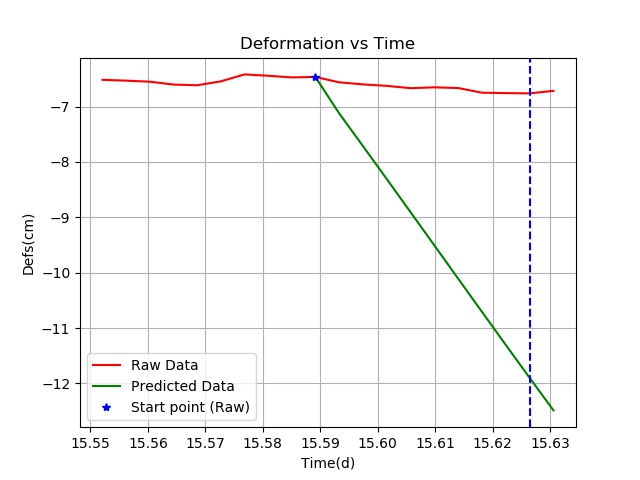 Deformation vs Time
Defs(cm)
−7
−8
−9
−10
−11
−12
Raw Data
Predicted Data
Start point (Raw)
15.55 15.56 15.57 15.58 15.59 15.60 15.61 15.62 15.63
Time(d)